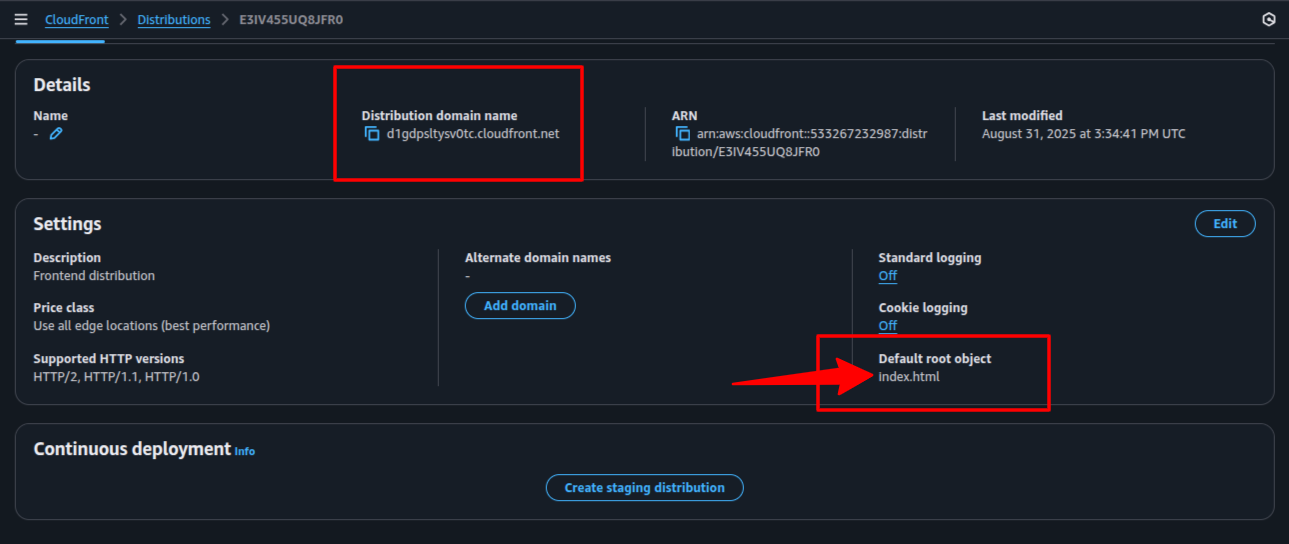 CloudFront > Distributions > E3IV455UQ8JFR0
Details
Name
-
Distribution domain name
d1gdpsltysv0tc.cloudfront.net
ARN
arn:aws:cloudfront::533267232987:distr
ibution/E3IV455UQ8JFR0
Last modified
August 31, 2025 at 3:34:41 PM UTC
Settings
Edit
Description
Frontend distribution
Price class
Use all edge locations (best performance)
Supported HTTP versions
HTTP/2, HTTP/1.1, HTTP/1.0
Alternate domain names
-
Add domain
Standard logging
Off
Cookie logging
Off
Default root object
index.html
Continuous deployment Info
Create staging distribution